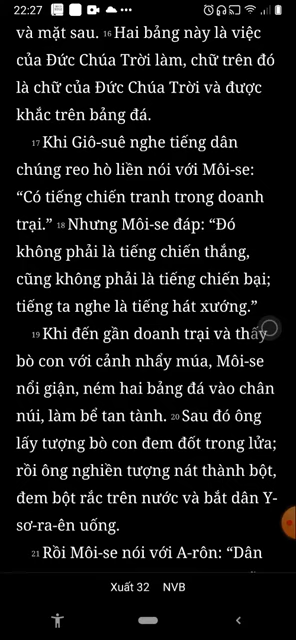 22:27
và mặt sau. 16 Hai bảng này là việc
của Đức Chúa Trời làm, chữ trên đó
là chữ của Đức Chúa Trời và được
khắc trên bảng đá.
17 Khi Giô-suê nghe tiếng dân
chúng reo hò liền nói với Môi-se:
“Có tiếng chiến tranh trong doanh
trại.” 18 Nhưng Môi-se đáp: “Đó
không phải là tiếng chiến thắng,
cũng không phải là tiếng chiến bại;
tiếng ta nghe là tiếng hát xướng.”
19 Khi đến gần doanh trại và thấy
bò con với cảnh nhẩy múa, Môi-se
nổi giận, ném hai bảng đá vào chân
núi, làm bể tan tành. 20 Sau đó ông
lấy tượng bò con đem đốt trong lửa;
rồi ông nghiền tượng nát thành bột,
đem bột rắc trên nước và bắt dân Y-
sơ-ra-ên uống.
21 Rồi Môi-se nói với A-rôn: “Dân
Xuất 32 NVB